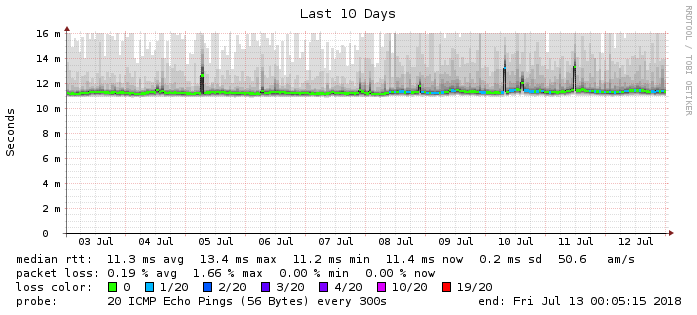 Last 10 Days
RRDTOOL / TOBI OETIKER
Seconds
16 m
14 m
12 m
10 m
8 m
6 m
4 m
2 m
0
03 Jul 04 Jul 05 Jul 06 Jul 07 Jul 08 Jul 09 Jul 10 Jul 11 Jul 12 Jul
median rtt: 11.3 ms avg 13.4 ms max 11.2 ms min 11.4 ms now 0.2 ms sd 50.6 am/s
packet loss: 0.19 % avg 1.66 % max 0.00 % min 0.00 % now
loss color: 0 1/20 2/20 3/20 4/20 10/20 19/20
probe: 20 ICMP Echo Pings (56 Bytes) every 300s end: Fri Jul 13 00:05:15 2018